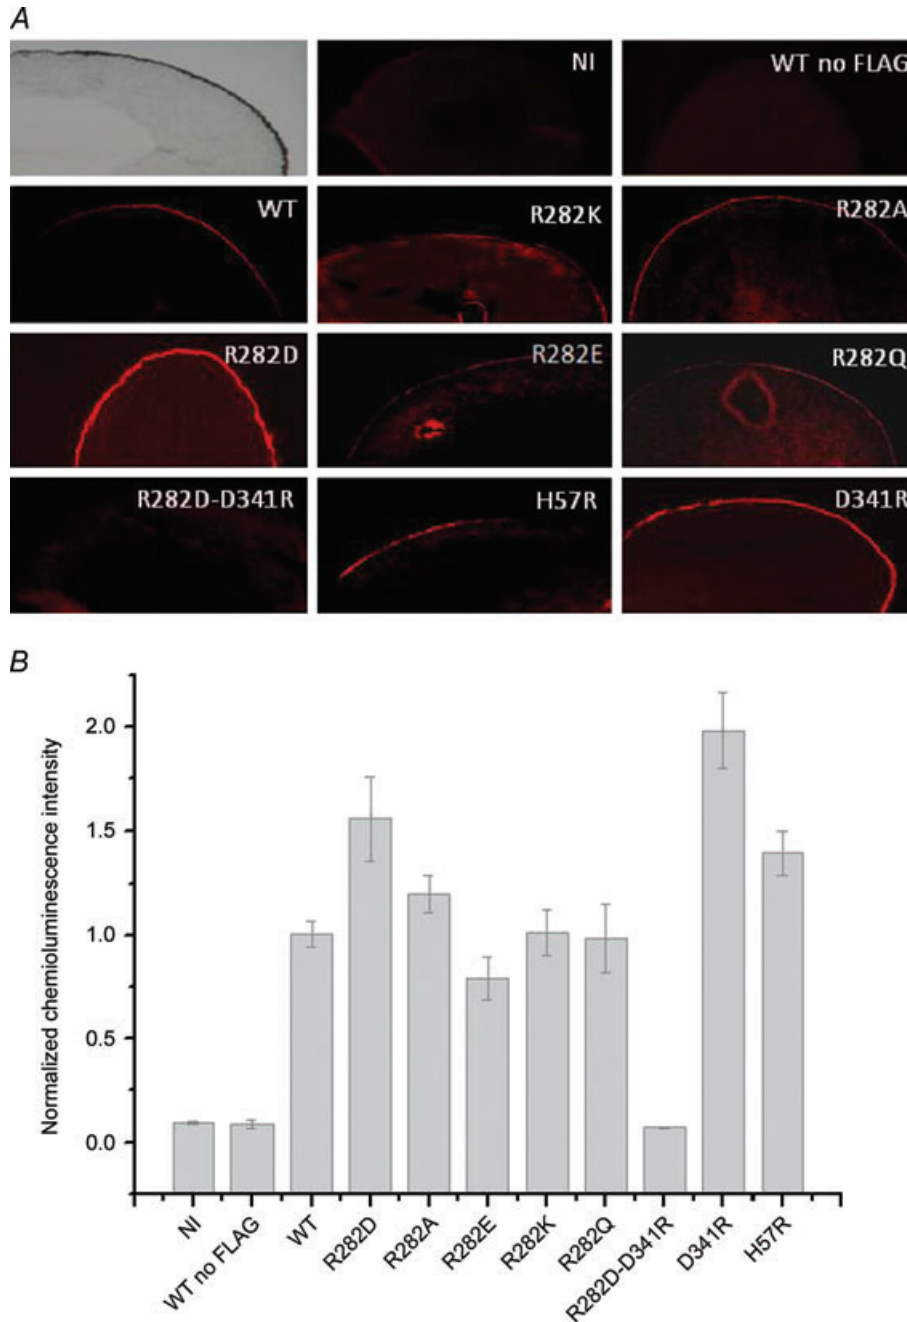 A
NI
WT no FLAG
WT
R282K
R282A
R282D
R282E
R282Q
R282D-D341R
H57R
D341R
B
Normalized chemioluminescence intensity
2.0
1.5
1.0
0.5
0.0
NI
WT no FLAG
WT
R282D
R282A
R282E
R282K
R282Q
R282D-D341R
D341R
H57R